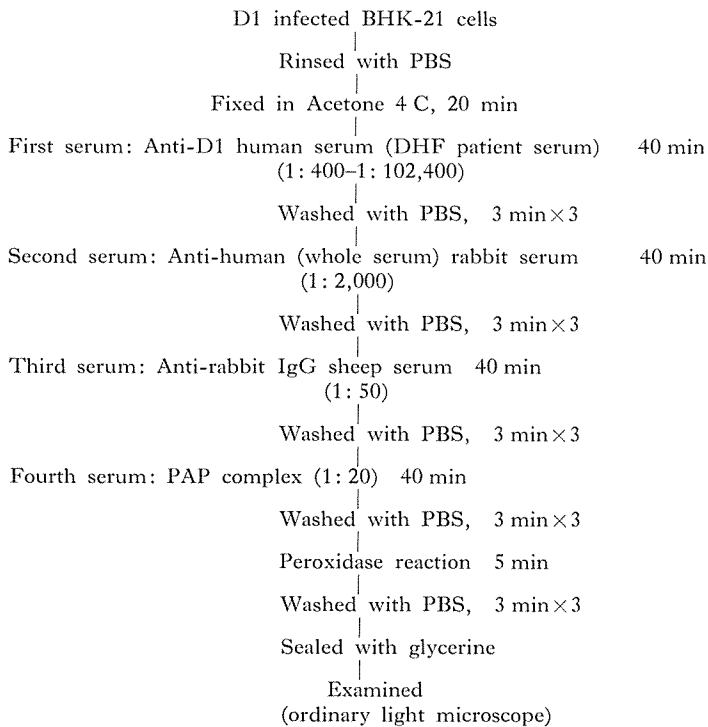 D1 infected BHK-21 cells
Rinsed with PBS
Fixed in Acetone 4 C, 20 min
First serum: Anti-D1 human serum (DHF patient serum) 40 min
(1: 400–1: 102,400)
Washed with PBS, 3 min×3
Second serum: Anti-human (whole serum) rabbit serum 40 min
(1: 2,000)
Washed with PBS, 3 min×3
Third serum: Anti-rabbit IgG sheep serum 40 min
(1: 50)
Washed with PBS, 3 min×3
Fourth serum: PAP complex (1: 20) 40 min
Washed with PBS, 3 min×3
Peroxidase reaction 5 min
Washed with PBS, 3 min×3
Sealed with glycerine
Examined
(ordinary light microscope)